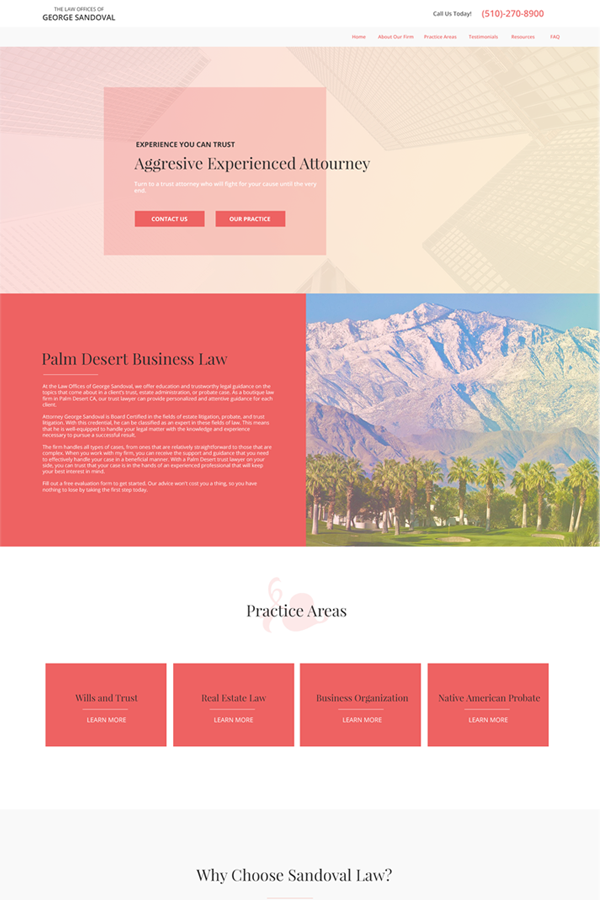 THE LAW OFFICES OF
GEORGE SANDOVAL
Call Us Today! (510)-270-8900
Home About Our Firm Practice Areas Testimonials Resources FAQ
EXPERIENCE YOU CAN TRUST
Aggresive Experienced Attourney
Turn to a trust attorney who will fight for your cause until the very
end.
CONTACT US OUR PRACTICE
Palm Desert Business Law
At the Law Offices of George Sandoval, we offer education and trustworthy legal guidance on the
topics that come about in a client's trust, estate administration, or probate case. As a boutique law
firm in Palm Desert CA, our trust lawyer can provide personalized and attentive guidance for each
client.
Attorney George Sandoval is Board Certified in the fields of estate litigation, probate, and trust
litigation. With this credential, he can be classified as an expert in those fields of law. This means
that he is well-equipped to handle your legal matter with the knowledge and experience
necessary to pursue a successful result.
The firm handles all types of cases, from ones that are relatively straightforward to those that are
complex. When you work with my firm, you can receive the support and guidance that you need
to effectively handle your case in a beneficial manner. With a Palm Desert trust lawyer on your
side, you can trust that your case is in the hands of an experienced professional that will keep
your best interest in mind.
Fill out a free evaluation form to get started. Our advice won't cost you a thing, so you have
nothing to lose by taking the first step today.
Practice Areas
Wills and Trust Real Estate Law Business Organization Native American Probate
LEARN MORE LEARN MORE LEARN MORE LEARN MORE
Why Choose Sandoval Law?